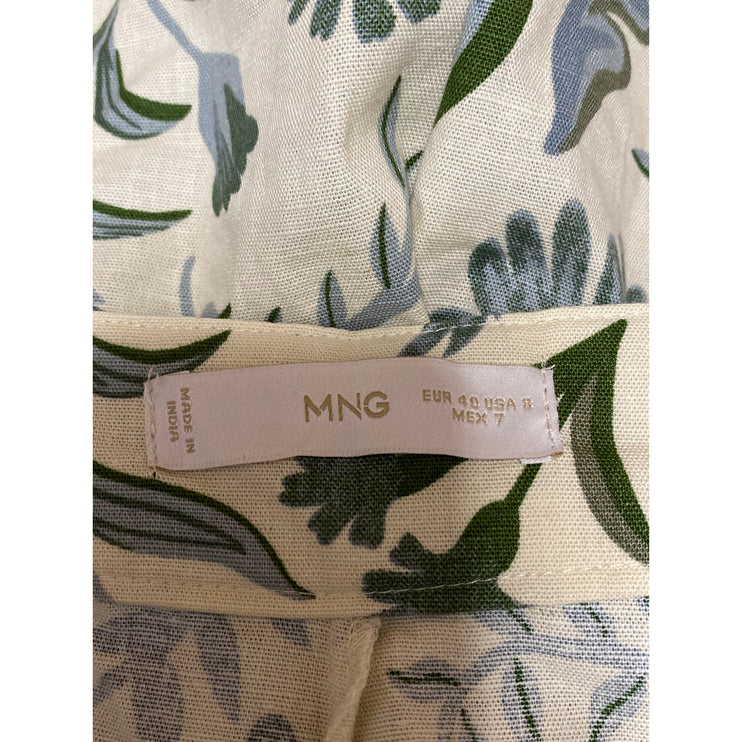 MADE IN
INDIA
MNG
EUR 40 USA 8
MEX 7